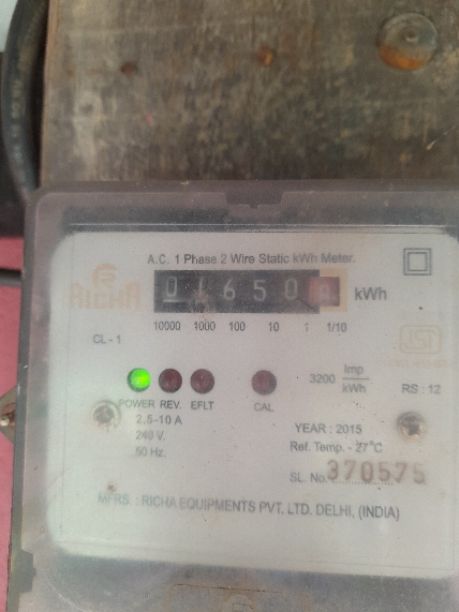 A.C. 1 Phase 2 Wire Static kWh Meter.
RICHA
01650 kWh
10000 1000 100 10 1 1/10
CL - 1
ISI
3200 Imp/kWh
RS : 12
POWER REV. EFLT CAL
2.5-10 A
240 V.
50 Hz.
YEAR : 2015
Ref. Temp. - 27°C
SL. No. 370575
MFRS. : RICHA EQUIPMENTS PVT. LTD. DELHI, (INDIA)